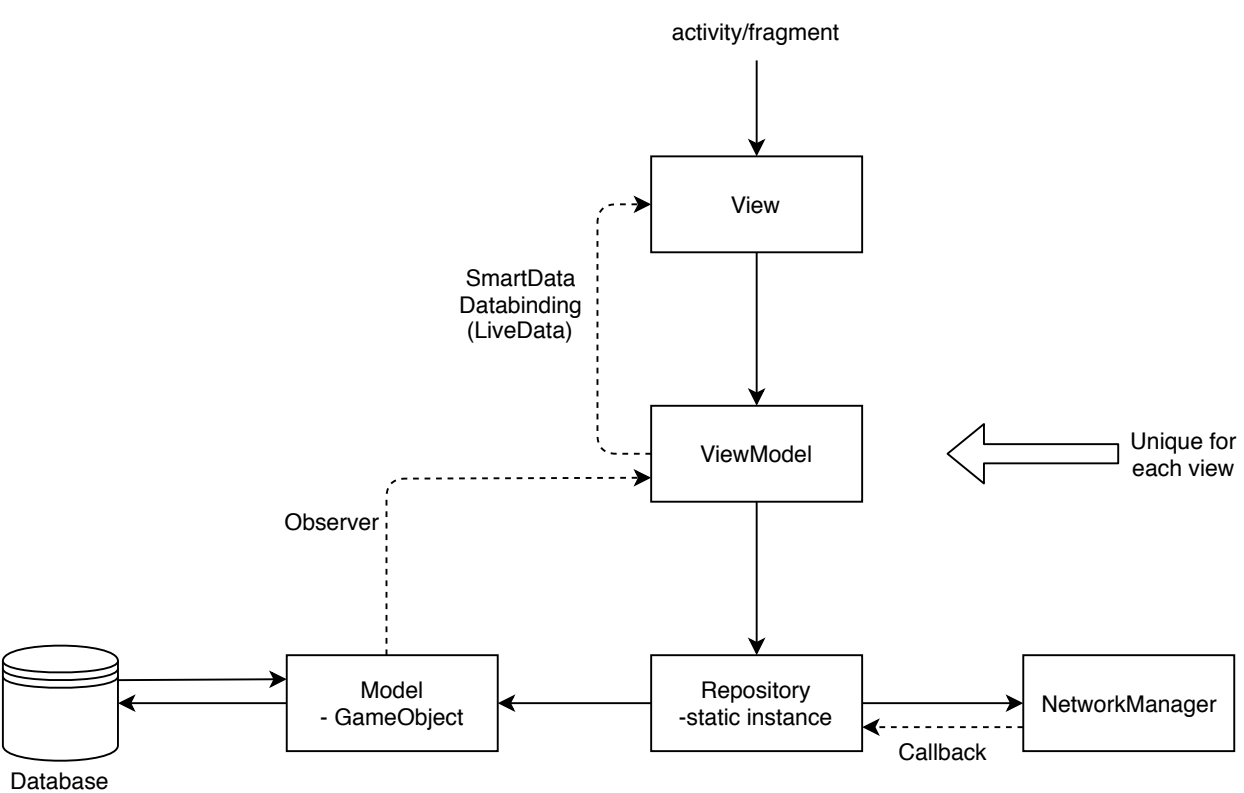 activity/fragment
View
SmartData
Databinding
(LiveData)
ViewModel
Unique for
each view
Observer
Model
- GameObject
Repository
-static instance
NetworkManager
Callback
Database